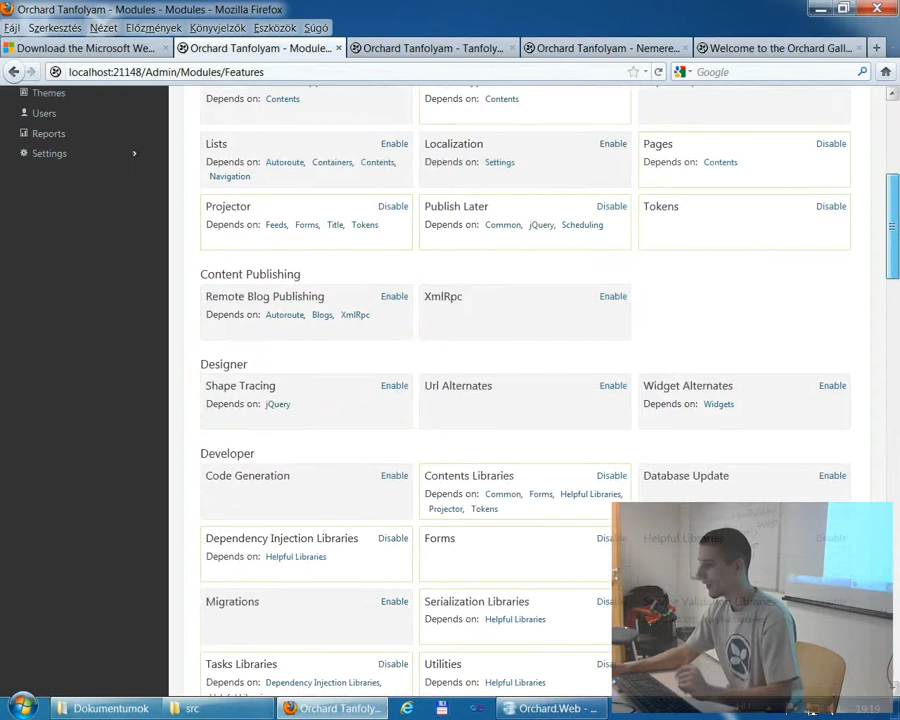 Orchard Tanfolyam - Modules - Modules - Mozilla Firefox
Fájl Szerkesztés Nézet Előzmények Könyvjelzők Eszközök Súgó
Download the Microsoft We... Orchard Tanfolyam - Module... Orchard Tanfolyam - Tanfoly... Orchard Tanfolyam - Nemere... Welcome to the Orchard Gall...
localhost:21148/Admin/Modules/Features Google
Themes
Users
Reports
Settings
Depends on: Contents
Depends on: Contents
Lists Enable Localization Enable Pages Disable
Depends on: Autoroute, Containers, Contents, Depends on: Settings Depends on: Contents
Navigation
Projector Disable Publish Later Disable Tokens Disable
Depends on: Feeds, Forms, Title, Tokens Depends on: Common, jQuery, Scheduling
Content Publishing
Remote Blog Publishing Enable XmlRpc Enable
Depends on: Autoroute, Blogs, XmlRpc
Designer
Shape Tracing Enable Url Alternates Enable Widget Alternates Enable
Depends on: jQuery Depends on: Widgets
Developer
Code Generation Enable Contents Libraries Disable Database Update Enable
Depends on: Common, Forms, Helpful Libraries,
Projector, Tokens
Dependency Injection Libraries Disable Forms Helpful Libraries
Depends on: Helpful Libraries
Migrations Enable Serialization Libraries
Depends on: Helpful Libraries
Tasks Libraries Disable Utilities
Depends on: Dependency Injection Libraries, Depends on: Helpful Libraries
Dokumentumok src Orchard Tanfoly... Orchard.Web - ... 19:19